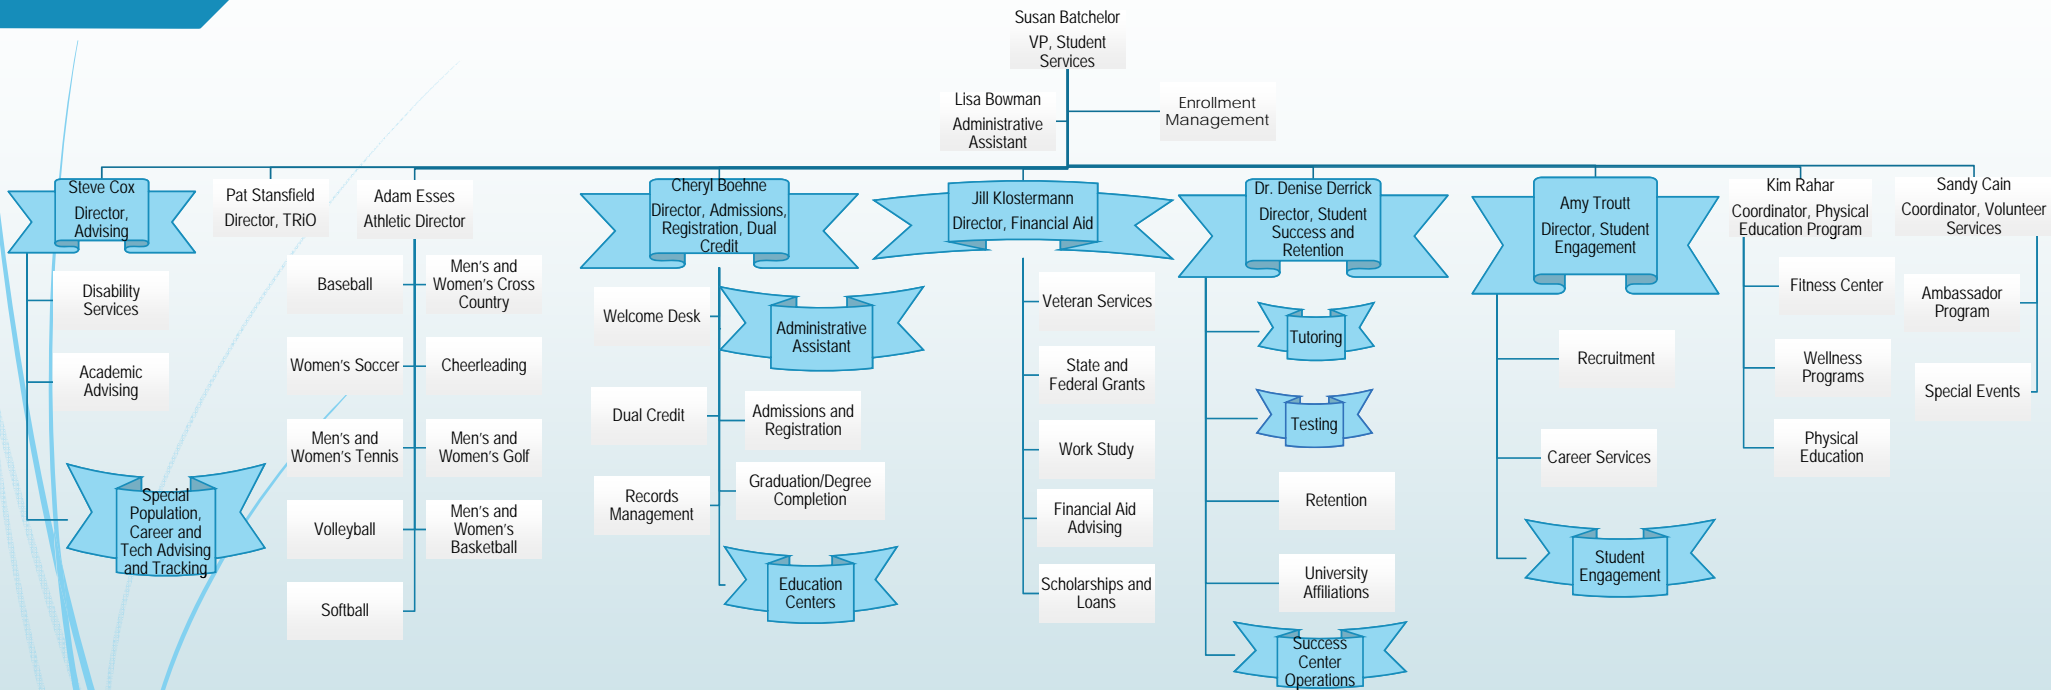 Susan Batchelor
VP, Student
Services
Lisa Bowman
Administrative
Assistant
Enrollment
Management
Steve Cox
Director,
Advising
Disability
Services
Academic
Advising
Special
Population,
Career and
Tech Advising
and Tracking
Pat Stansfield
Director, TRiO
Adam Esses
Athletic Director
Baseball
Men's and
Women's Cross
Country
Women's Soccer
Cheerleading
Men's and
Women's Tennis
Men's and
Women's Golf
Volleyball
Men's and
Women's
Basketball
Softball
Cheryl Boehne
Director, Admissions,
Registration, Dual
Credit
Welcome Desk
Administrative
Assistant
Dual Credit
Admissions and
Registration
Records
Management
Graduation/Degree
Completion
Education
Centers
Jill Klostermann
Director, Financial Aid
Veteran Services
State and
Federal Grants
Work Study
Financial Aid
Advising
Scholarships and
Loans
Dr. Denise Derrick
Director, Student
Success and
Retention
Tutoring
Testing
Retention
University
Affiliations
Success
Center
Operations
Amy Troutt
Director, Student
Engagement
Recruitment
Career Services
Student
Engagement
Kim Rahar
Coordinator, Physical
Education Program
Fitness Center
Wellness
Programs
Physical
Education
Sandy Cain
Coordinator, Volunteer
Services
Ambassador
Program
Special Events